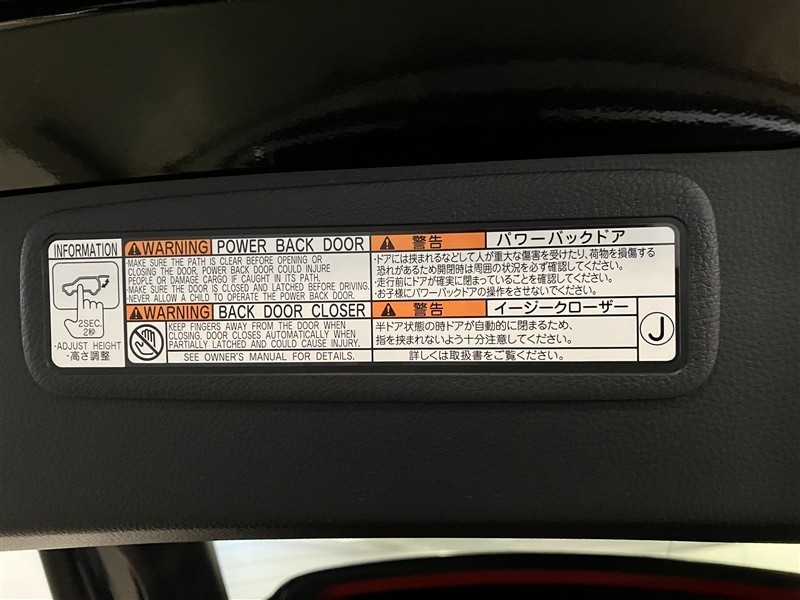 INFORMATION
2SEC.
2秒
・ADJUST HEIGHT
・高さ調整
WARNING POWER BACK DOOR
・MAKE SURE THE PATH IS CLEAR BEFORE OPENING OR
CLOSING THE DOOR. POWER BACK DOOR COULD INJURE
PEOPLE OR DAMAGE CARGO IF CAUGHT IN ITS PATH.
・MAKE SURE THE DOOR IS CLOSED AND LATCHED BEFORE DRIVING.
・NEVER ALLOW A CHILD TO OPERATE THE POWER BACK DOOR.
WARNING BACK DOOR CLOSER
KEEP FINGERS AWAY FROM THE DOOR WHEN
CLOSING. DOOR CLOSES AUTOMATICALLY WHEN
PARTIALLY LATCHED AND COULD CAUSE INJURY.
SEE OWNER'S MANUAL FOR DETAILS.
警告 パワーバックドア
・ドアには挟まれるなどして人が重大な傷害を受けたり、荷物を損傷する
恐れがあるため開閉時は周囲の状況を必ず確認してください。
・走行前にドアが確実に閉まっていることを確認してください。
・お子様にパワーバックドアの操作をさせないでください。
警告 イージークローザー
半ドア状態の時ドアが自動的に閉まるため、
指を挟まれないよう十分注意してください。
詳しくは取扱書をご覧ください。
J